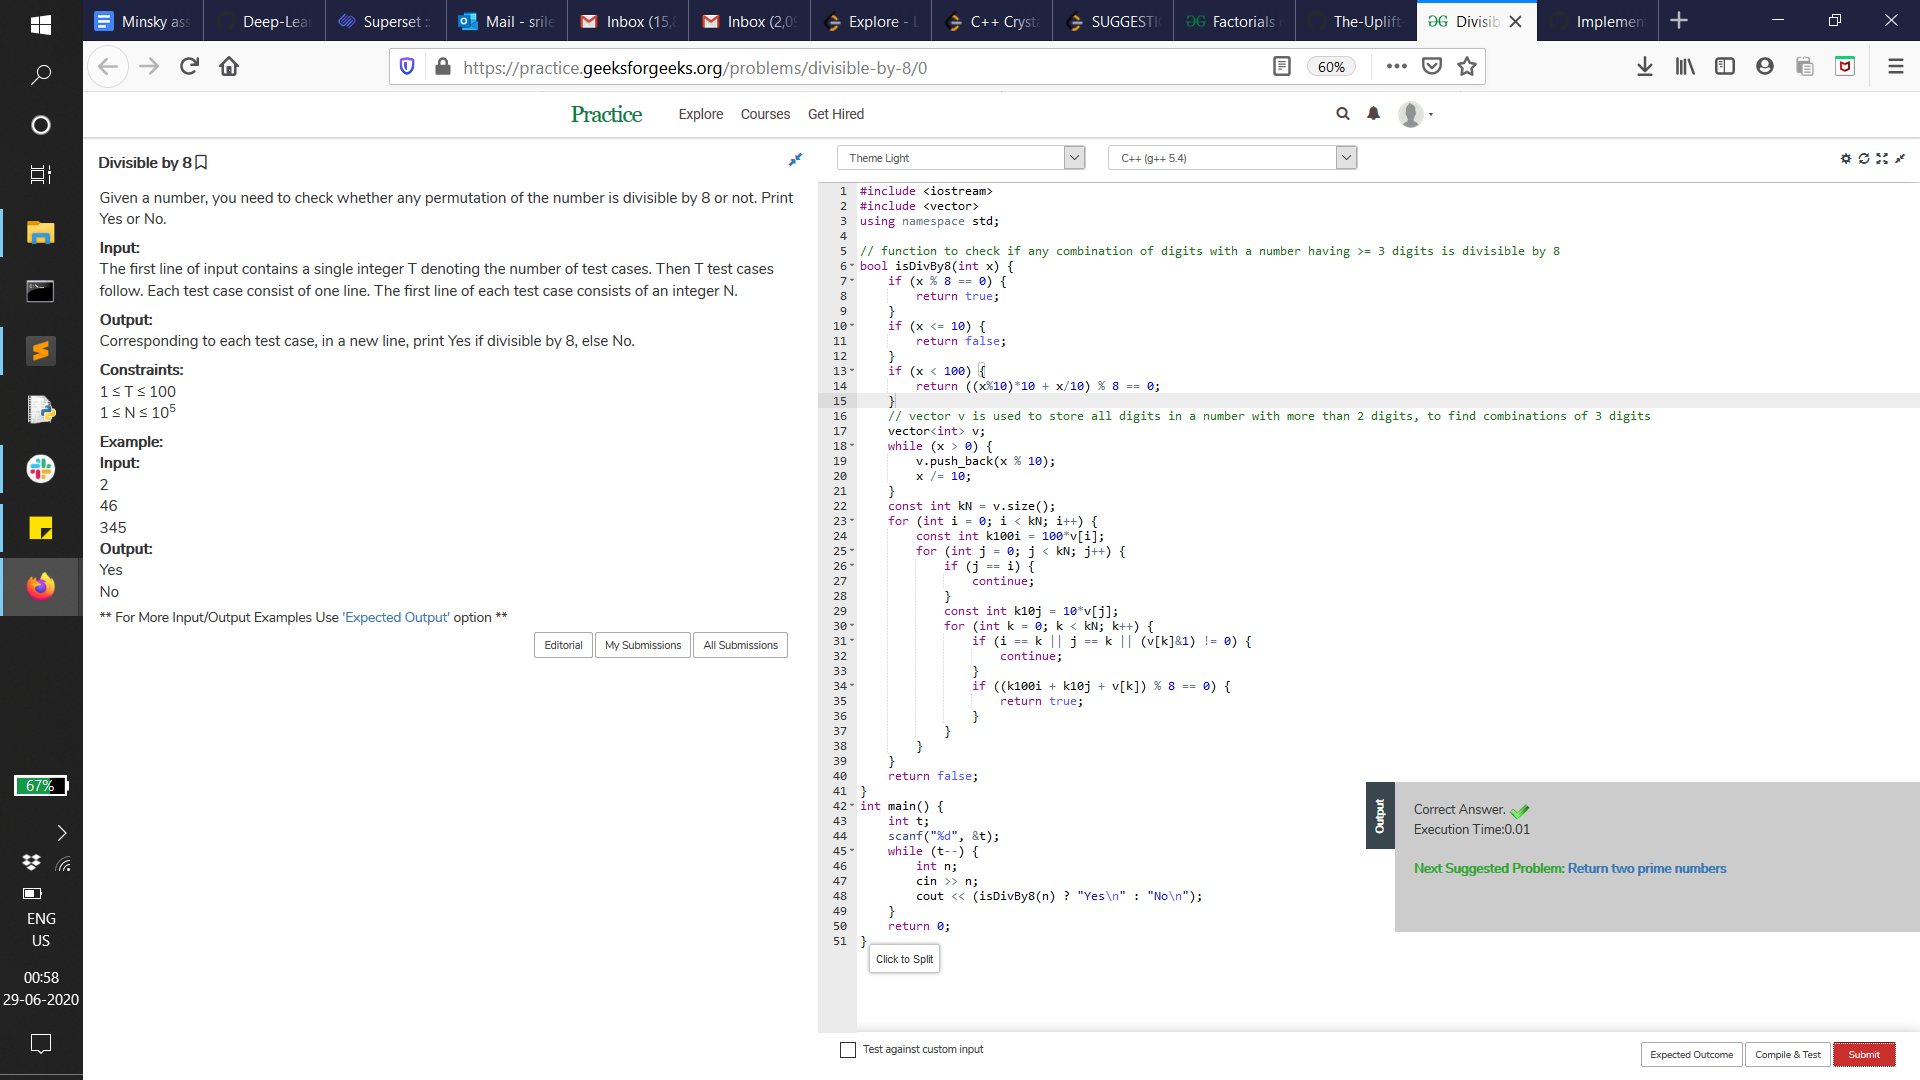 Minsky ass
Deep-Lear
Superset ::
Mail - srile
Inbox (15,
Inbox (2,09
Explore - L
C++ Crysta
SUGGESTI
Factorials
The-Uplift
Divisib
Implement
https://practice.geeksforgeeks.org/problems/divisible-by-8/0
60%
Practice
Explore
Courses
Get Hired
Divisible by 8
Given a number, you need to check whether any permutation of the number is divisible by 8 or not. Print
Yes or No.
Input:
The first line of input contains a single integer T denoting the number of test cases. Then T test cases
follow. Each test case consist of one line. The first line of each test case consists of an integer N.
Output:
Corresponding to each test case, in a new line, print Yes if divisible by 8, else No.
Constraints:
1 ≤ T ≤ 100
1 ≤ N ≤ 10^5
Example:
Input:
2
46
345
Output:
Yes
No
** For More Input/Output Examples Use 'Expected Output' option **
Editorial
My Submissions
All Submissions
Theme Light
C++ (g++ 5.4)
1 #include <iostream>
2 #include <vector>
3 using namespace std;
4
5 // function to check if any combination of digits with a number having >= 3 digits is divisible by 8
6 bool isDivBy8(int x) {
7     if (x % 8 == 0) {
8         return true;
9     }
10     if (x <= 10) {
11         return false;
12     }
13     if (x < 100) {
14         return ((x%10)*10 + x/10) % 8 == 0;
15     }
16     // vector v is used to store all digits in a number with more than 2 digits, to find combinations of 3 digits
17     vector<int> v;
18     while (x > 0) {
19         v.push_back(x % 10);
20         x /= 10;
21     }
22     const int kN = v.size();
23     for (int i = 0; i < kN; i++) {
24         const int k100i = 100*v[i];
25         for (int j = 0; j < kN; j++) {
26             if (j == i) {
27                 continue;
28             }
29             const int k10j = 10*v[j];
30             for (int k = 0; k < kN; k++) {
31                 if (i == k || j == k || (v[k]&1) != 0) {
32                     continue;
33                 }
34                 if ((k100i + k10j + v[k]) % 8 == 0) {
35                     return true;
36                 }
37             }
38         }
39     }
40     return false;
41 }
42 int main() {
43     int t;
44     scanf("%d", &t);
45     while (t--) {
46         int n;
47         cin >> n;
48         cout << (isDivBy8(n) ? "Yes\n" : "No\n");
49     }
50     return 0;
51 }
Click to Split
Output
Correct Answer.
Execution Time:0.01
Next Suggested Problem: Return two prime numbers
Test against custom input
Expected Outcome
Compile & Test
Submit
67%
ENG
US
00:58
29-06-2020